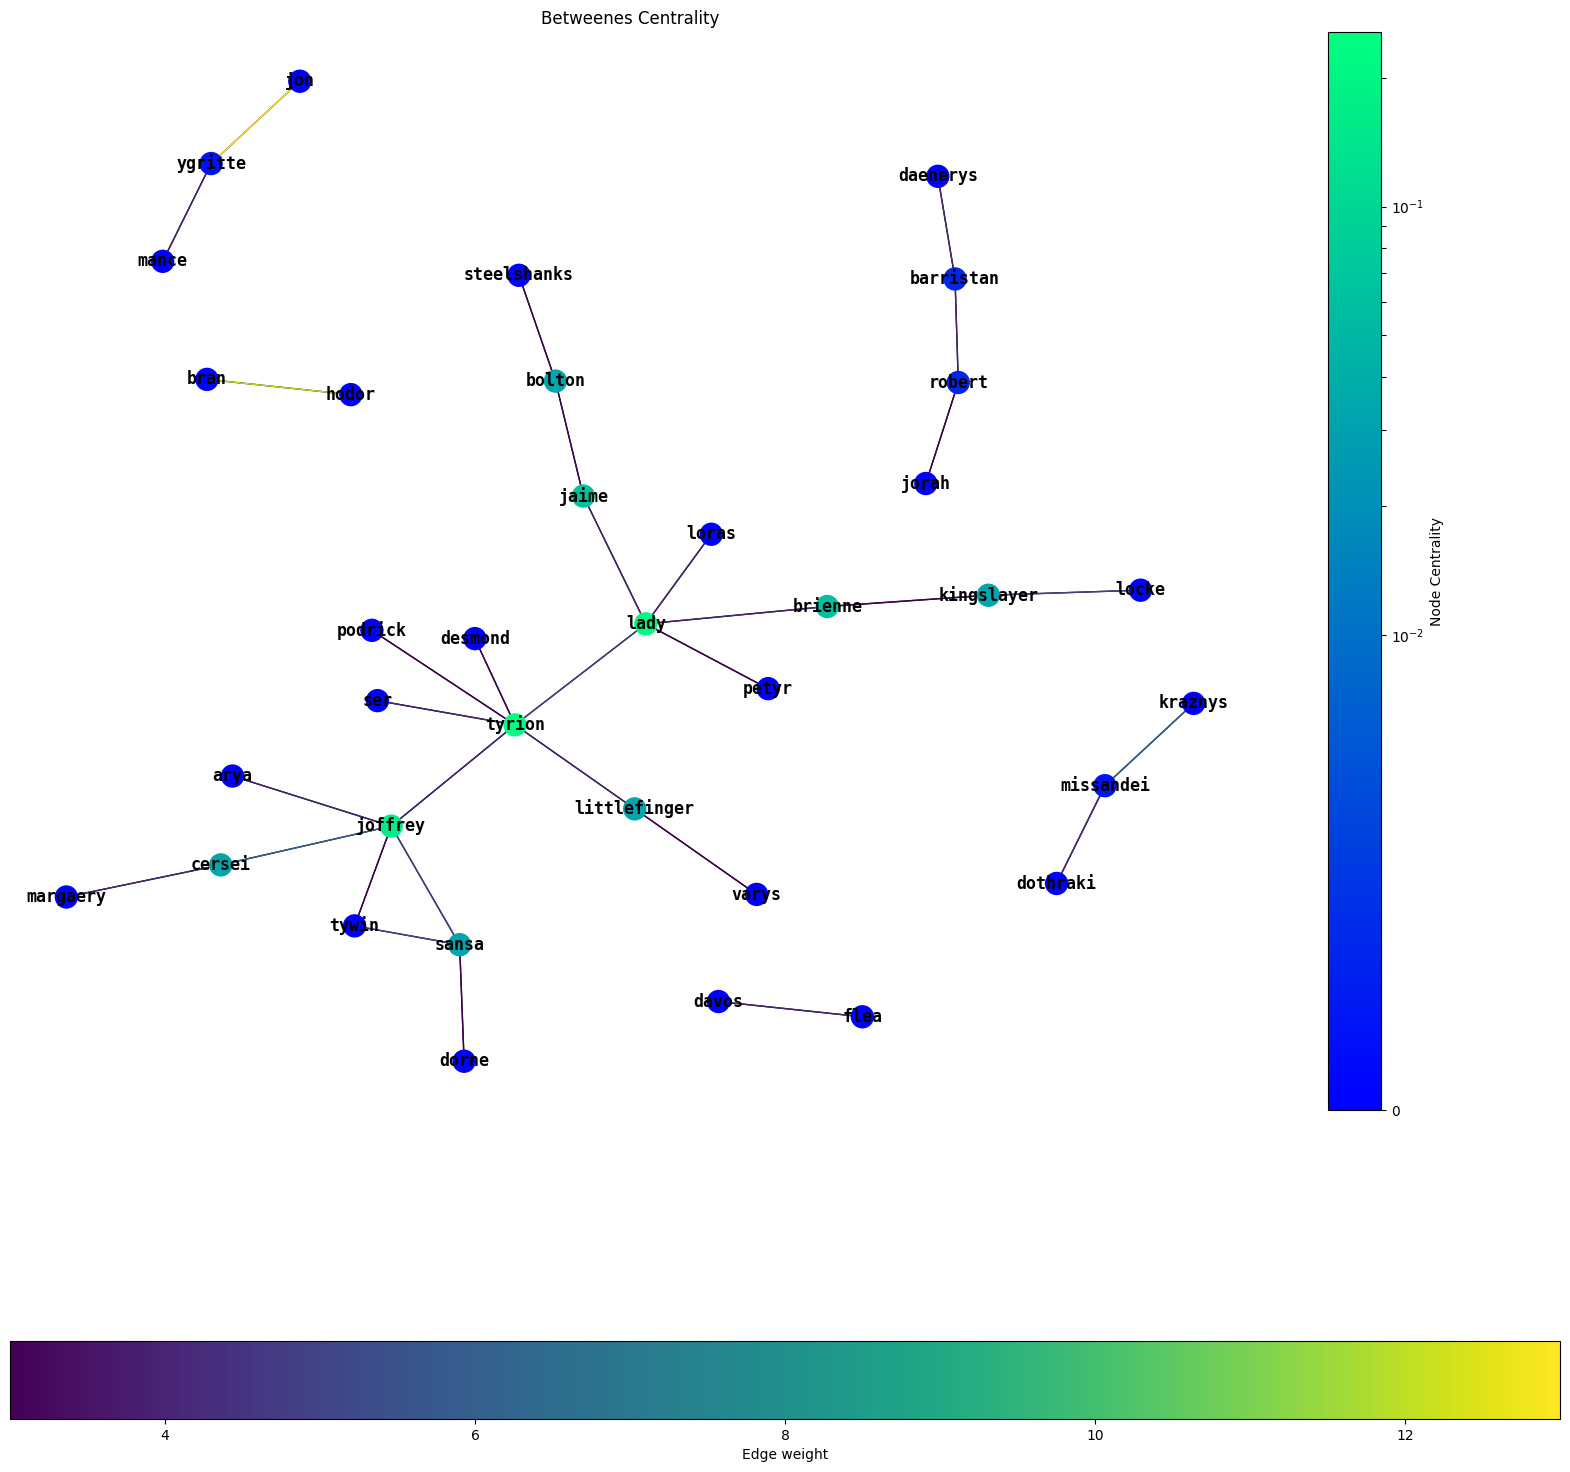 Betweenes Centrality
jon
ygritte
daenerys
mance
steelshanks
barristan
bran
hodor
bolton
robert
jorah
jaime
loras
locke
kingslayer
brienne
lady
podrick
desmond
petyr
ser
tyrion
kraznys
arya
missandei
littlefinger
joffrey
cersei
dothraki
margaery
varys
tywin
sansa
davos
flea
dorne
10⁻¹
10⁻²
0
Node Centrality
4 6 8 10 12
Edge weight